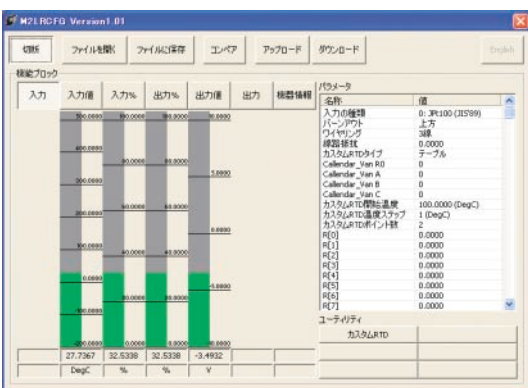 M2LRCFG Version1.01
切断 ファイルを開く ファイルに保存 コンペア アップロード ダウンロード English
機能ブロック
入力 入力値 入力% 出力% 出力値 出力 機器情報
500.0000 100.0000 100.0000 10.0000
400.0000
80.0000 80.0000
5.0000
300.0000
60.0000 60.0000
200.0000
0.0000
100.0000 40.0000 40.0000
0.0000
-5.0000
20.0000 20.0000
-100.0000
-200.0000 0.0000 0.0000
27.7367 32.5338 32.5338 -3.4932
DegC % % V
パラメータ
名称 値
入力の種類 0: JPt100 (JIS'89)
バーンアウト 上方
ワイヤリング 3線
線路抵抗 0.0000
カスタムRTDタイプ テーブル
Callendar_Van R0 0
Callendar_Van A 0
Callendar_Van B 0
Callendar_Van C 0
カスタムRTD開始温度 100.0000 (DegC)
カスタムRTD温度ステップ 1 (DegC)
カスタムRTDポイント数 2
R[0] 0.0000
R[1] 0.0000
R[2] 0.0000
R[3] 0.0000
R[4] 0.0000
R[5] 0.0000
R[6] 0.0000
R[7] 0.0000
ユーティリティ
カスタムRTD